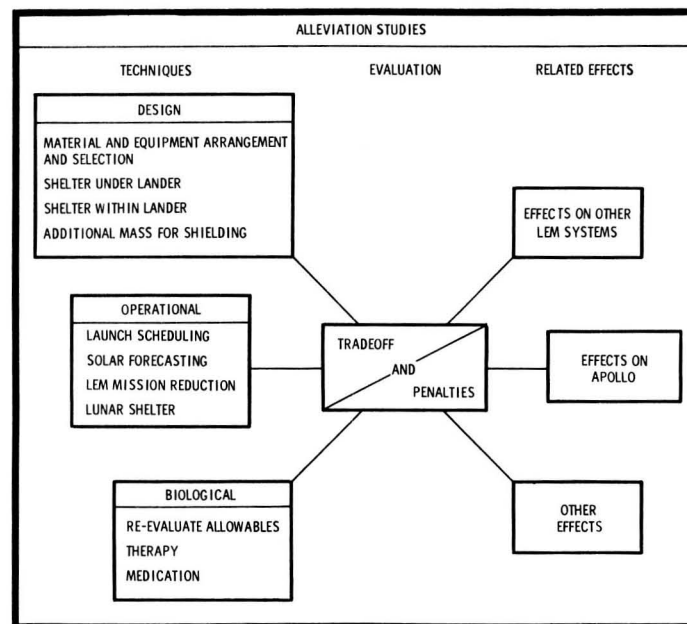 ALLEVIATION STUDIES
TECHNIQUES
EVALUATION
RELATED EFFECTS
DESIGN
MATERIAL AND EQUIPMENT ARRANGEMENT
AND SELECTION
SHELTER UNDER LANDER
SHELTER WITHIN LANDER
ADDITIONAL MASS FOR SHIELDING
OPERATIONAL
LAUNCH SCHEDULING
SOLAR FORECASTING
LEM MISSION REDUCTION
LUNAR SHELTER
BIOLOGICAL
RE-EVALUATE ALLOWABLES
THERAPY
MEDICATION
TRADEOFF
AND
PENALTIES
EFFECTS ON OTHER
LEM SYSTEMS
EFFECTS ON
APOLLO
OTHER
EFFECTS